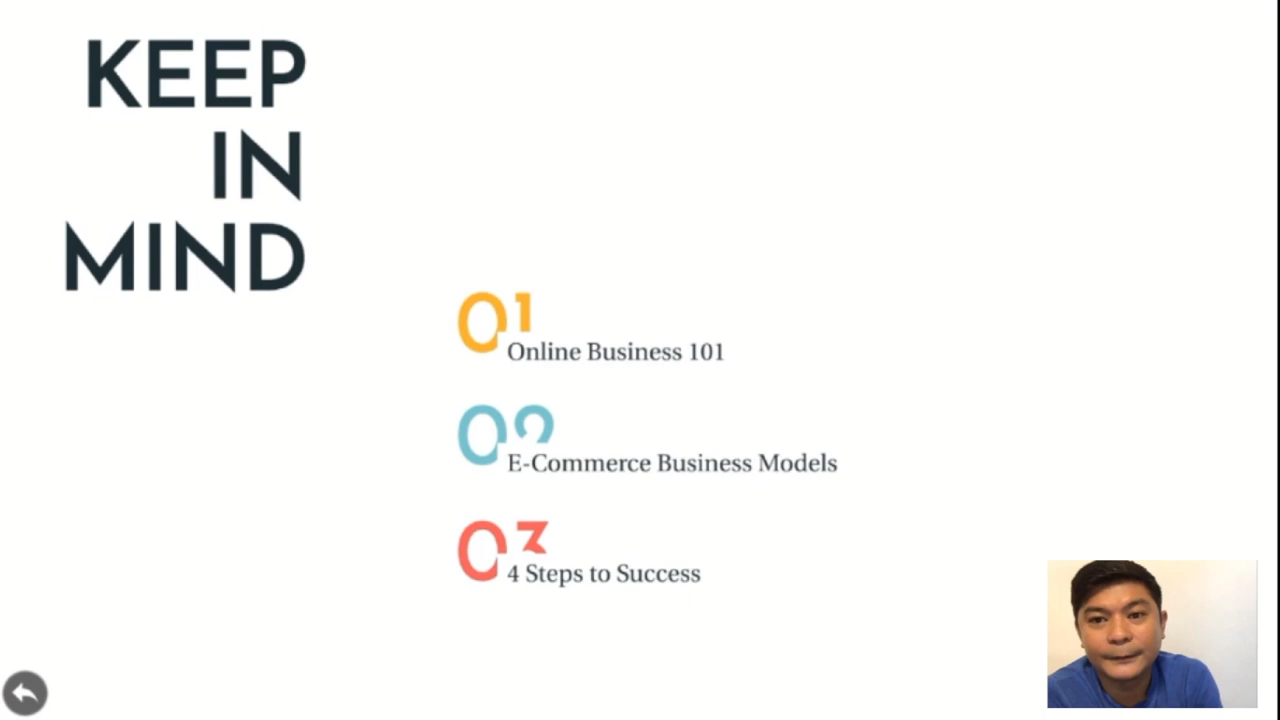 KEEP
IN
MIND
01
Online Business 101
02
E-Commerce Business Models
03
4 Steps to Success